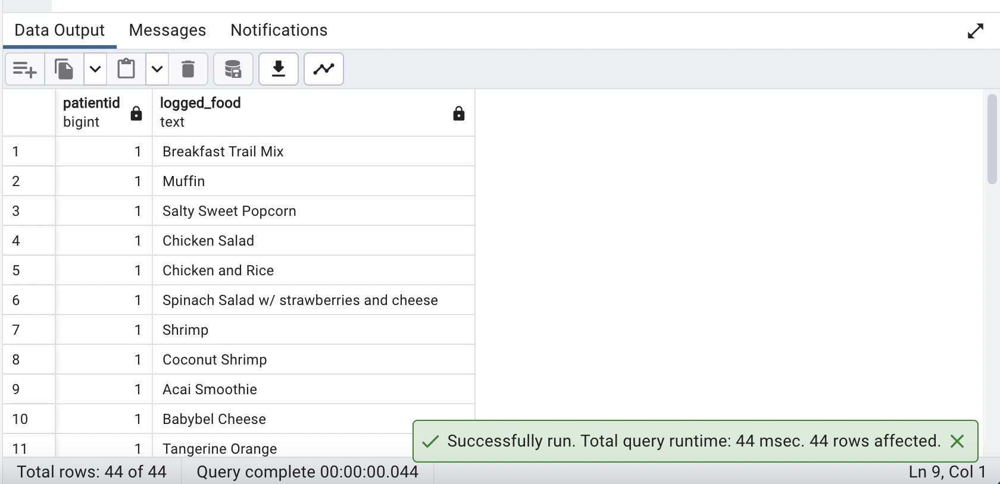 Data Output Messages Notifications
patientid logged_food
bigint text
1 1 Breakfast Trail Mix
2 1 Muffin
3 1 Salty Sweet Popcorn
4 1 Chicken Salad
5 1 Chicken and Rice
6 1 Spinach Salad w/ strawberries and cheese
7 1 Shrimp
8 1 Coconut Shrimp
9 1 Acai Smoothie
10 1 Babybel Cheese
11 1 Tangerine Orange
Successfully run. Total query runtime: 44 msec. 44 rows affected.
Total rows: 44 of 44 Query complete 00:00:00.044 Ln 9, Col 1